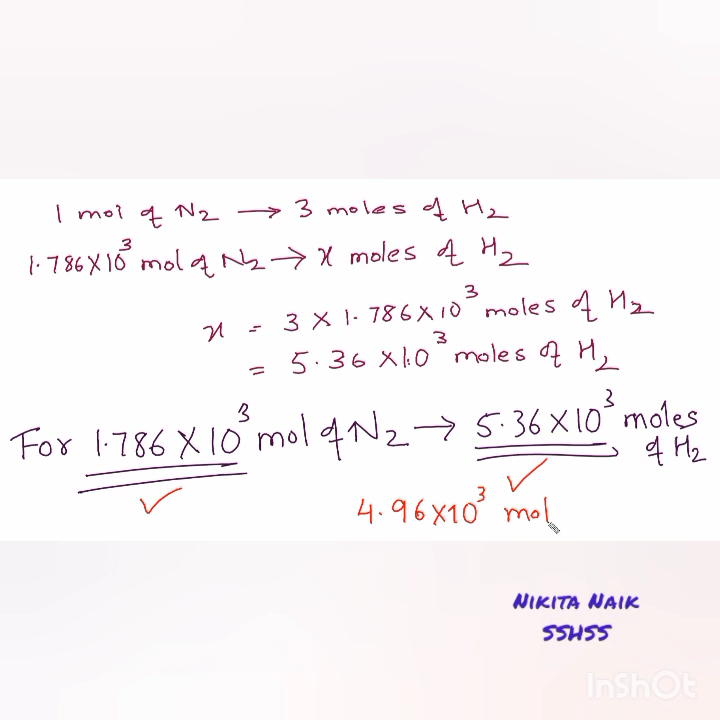 1 mol of N2 → 3 moles of H2
1.786×10³ mol of N2 → x moles of H2
x = 3 × 1.786×10³ moles of H2
= 5.36 ×10³ moles of H2
For 1.786 × 10³ mol of N2 → 5.36×10³ moles of H2
4.96×10³ mol
NIKITA NAIK
SSHSS
InShOt